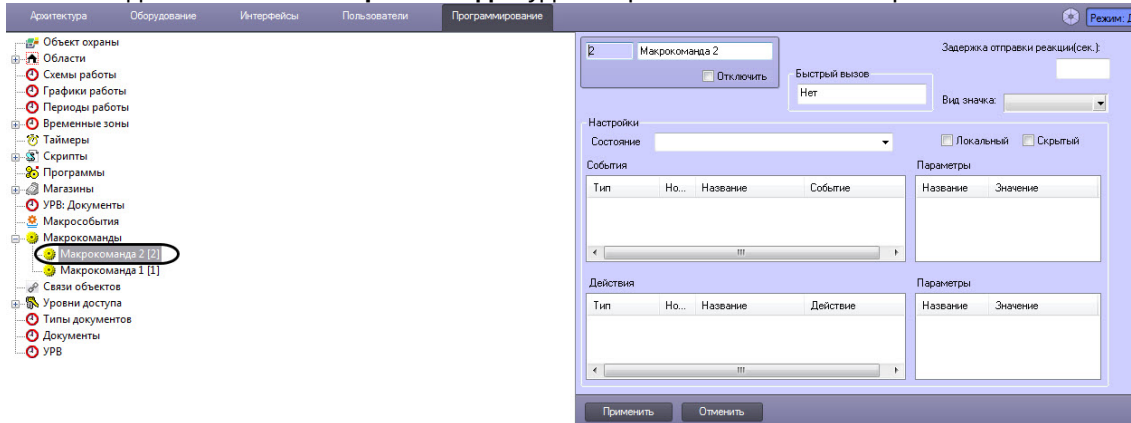 Архитектура Оборудование Интерфейсы Пользователи Программирование Режим: Д
Объект охраны
Области
Схемы работы
Графики работы
Периоды работы
Временные зоны
Таймеры
Скрипты
Программы
Магазины
УРВ: Документы
Макрособытия
Макрокоманды
Макрокоманда 2 [2]
Макрокоманда 1 [1]
Связи объектов
Уровни доступа
Типы документов
Документы
УРВ
2 Макрокоманда 2
Отключить
Быстрый вызов
Нет
Задержка отправки реакции(сек.):
Вид значка:
Настройки
Состояние
Локальный Скрытый
События
Тип Но... Название Событие
Параметры
Название Значение
Действия
Тип Но... Название Действие
Параметры
Название Значение
Применить Отменить